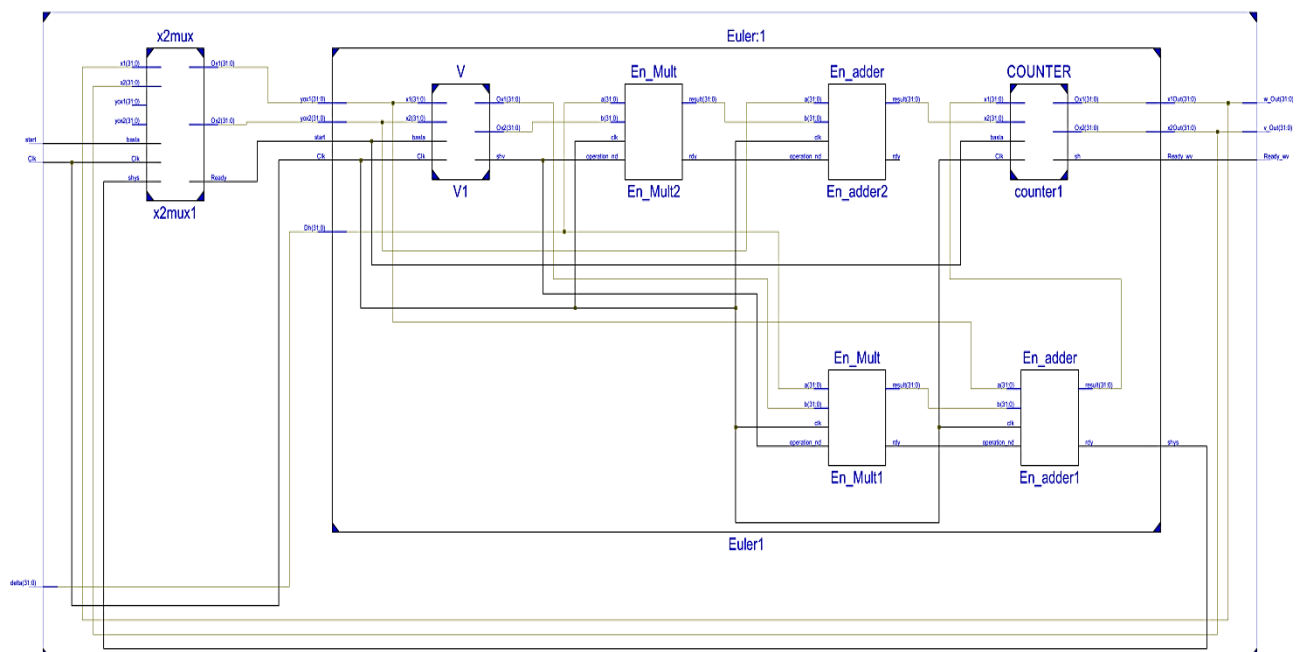 x2mux
x1(31:0)
x2(31:0)
yox1(31:0)
yox2(31:0)
basla
Clk
shys
Ox1(31:0)
Ox2(31:0)
Ready
x2mux1
start
Clk
delta(31:0)
Euler:1
yox1(31:0)
yox2(31:0)
start
Clk
Oh(31:0)
V
x1(31:0)
x2(31:0)
basla
Clk
Ox1(31:0)
Ox2(31:0)
shv
V1
En_Mult
a(31:0)
b(31:0)
clk
operation_nd
result(31:0)
rdy
En_Mult2
En_adder
a(31:0)
b(31:0)
clk
operation_nd
result(31:0)
rdy
En_adder2
COUNTER
x1(31:0)
x2(31:0)
basla
Clk
Ox1(31:0)
Ox2(31:0)
sh
counter1
x1Out(31:0)
x2Out(31:0)
Ready_wv
w_Out(31:0)
v_Out(31:0)
Ready_wv
En_Mult
a(31:0)
b(31:0)
clk
operation_nd
result(31:0)
rdy
En_Mult1
En_adder
a(31:0)
b(31:0)
clk
operation_nd
result(31:0)
rdy
En_adder1
shys
Euler1